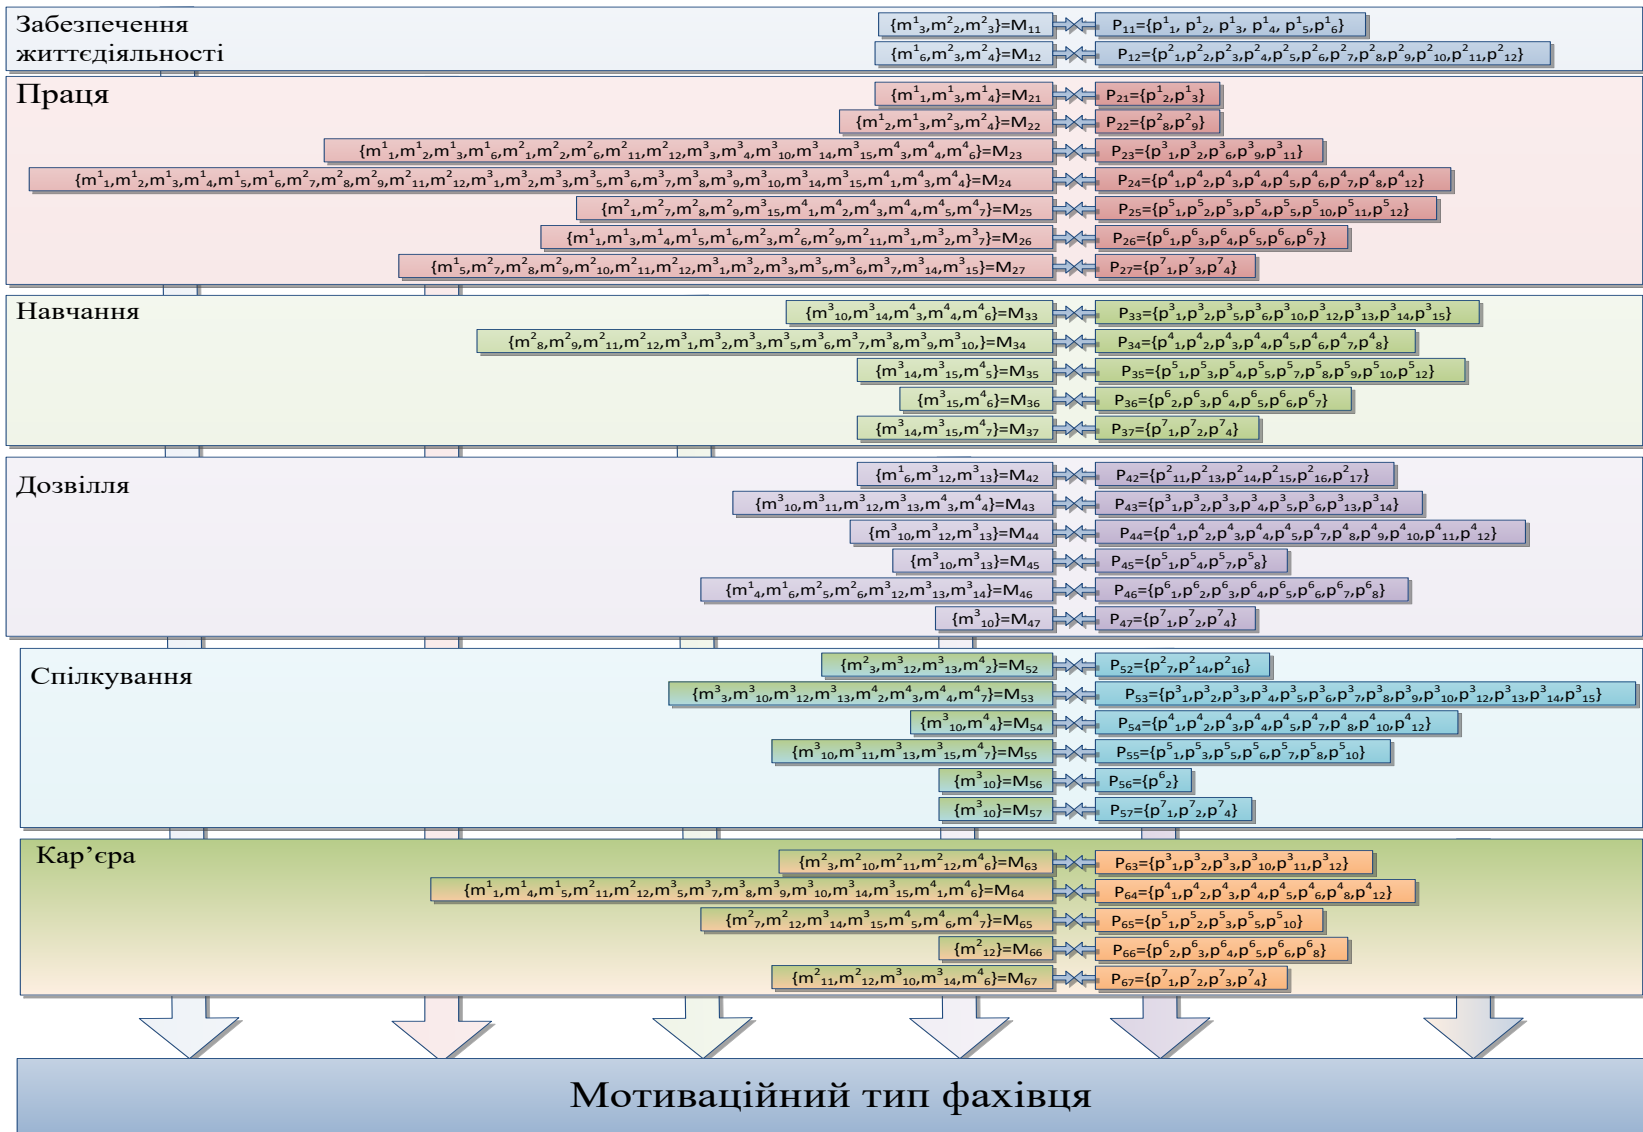 Забезпечення
життєдіяльності
{m¹₃,m²₂,m²₃}=M₁₁ P₁₁={p¹₁, p¹₂, p¹₃, p¹₄, p¹₅,p¹₆}
{m¹₆,m²₃,m²₄}=M₁₂ P₁₂={p²₁,p²₂,p²₃,p²₄,p²₅,p²₆,p²₇,p²₈,p²₉,p²₁₀,p²₁₁,p²₁₂}
Праця
{m¹₁,m¹₃,m¹₄}=M₂₁ P₂₁={p¹₂,p¹₃}
{m¹₂,m¹₃,m²₃,m²₄}=M₂₂ P₂₂={p²₈,p²₉}
{m¹₁,m¹₂,m¹₃,m¹₆,m²₁,m²₂,m²₆,m²₁₁,m²₁₂,m³₃,m³₄,m³₁₀,m³₁₄,m³₁₅,m⁴₃,m⁴₄,m⁴₆}=M₂₃ P₂₃={p³₁,p³₂,p³₆,p³₉,p³₁₁}
{m¹₁,m¹₂,m¹₃,m¹₄,m¹₅,m¹₆,m²₇,m²₈,m²₉,m²₁₁,m²₁₂,m³₁,m³₂,m³₃,m³₅,m³₆,m³₇,m³₈,m³₉,m³₁₀,m³₁₄,m³₁₅,m⁴₁,m⁴₃,m⁴₄}=M₂₄ P₂₄={p⁴₁,p⁴₂,p⁴₃,p⁴₄,p⁴₅,p⁴₆,p⁴₇,p⁴₈,p⁴₁₂}
{m²₁,m²₇,m²₈,m²₉,m³₁₅,m⁴₁,m⁴₂,m⁴₃,m⁴₄,m⁴₅,m⁴₇}=M₂₅ P₂₅={p⁵₁,p⁵₂,p⁵₃,p⁵₄,p⁵₅,p⁵₁₀,p⁵₁₁,p⁵₁₂}
{m¹₁,m¹₃,m¹₄,m¹₅,m¹₆,m²₃,m²₆,m²₉,m²₁₁,m³₁,m³₂,m³₇}=M₂₆ P₂₆={p⁶₁,p⁶₃,p⁶₄,p⁶₅,p⁶₆,p⁶₇}
{m¹₅,m²₇,m²₈,m²₉,m²₁₀,m²₁₁,m²₁₂,m³₁,m³₂,m³₃,m³₅,m³₆,m³₇,m³₁₄,m³₁₅}=M₂₇ P₂₇={p⁷₁,p⁷₃,p⁷₄}
Навчання
{m³₁₀,m³₁₄,m⁴₃,m⁴₄,m⁴₆}=M₃₃ P₃₃={p³₁,p³₂,p³₅,p³₆,p³₁₀,p³₁₂,p³₁₃,p³₁₄,p³₁₅}
{m²₈,m²₉,m²₁₁,m²₁₂,m³₁,m³₂,m³₃,m³₅,m³₆,m³₇,m³₈,m³₉,m³₁₀,}=M₃₄ P₃₄={p⁴₁,p⁴₂,p⁴₃,p⁴₄,p⁴₅,p⁴₆,p⁴₇,p⁴₈}
{m³₁₄,m³₁₅,m⁴₅}=M₃₅ P₃₅={p⁵₁,p⁵₃,p⁵₄,p⁵₅,p⁵₇,p⁵₈,p⁵₉,p⁵₁₀,p⁵₁₂}
{m³₁₅,m⁴₆}=M₃₆ P₃₆={p⁶₂,p⁶₃,p⁶₄,p⁶₅,p⁶₆,p⁶₇}
{m³₁₄,m³₁₅,m⁴₇}=M₃₇ P₃₇={p⁷₁,p⁷₂,p⁷₄}
Дозвілля
{m¹₆,m³₁₂,m³₁₃}=M₄₂ P₄₂={p²₁₁,p²₁₃,p²₁₄,p²₁₅,p²₁₆,p²₁₇}
{m³₁₀,m³₁₁,m³₁₂,m³₁₃,m⁴₃,m⁴₄}=M₄₃ P₄₃={p³₁,p³₂,p³₃,p³₄,p³₅,p³₆,p³₁₃,p³₁₄}
{m³₁₀,m³₁₂,m³₁₃}=M₄₄ P₄₄={p⁴₁,p⁴₂,p⁴₃,p⁴₄,p⁴₅,p⁴₇,p⁴₈,p⁴₉,p⁴₁₀,p⁴₁₁,p⁴₁₂}
{m³₁₀,m³₁₃}=M₄₅ P₄₅={p⁵₁,p⁵₄,p⁵₇,p⁵₈}
{m¹₄,m¹₆,m²₅,m²₆,m³₁₂,m³₁₃,m³₁₄}=M₄₆ P₄₆={p⁶₁,p⁶₂,p⁶₃,p⁶₄,p⁶₅,p⁶₆,p⁶₇,p⁶₈}
{m³₁₀}=M₄₇ P₄₇={p⁷₁,p⁷₂,p⁷₄}
Спілкування
{m²₃,m³₁₂,m³₁₃,m⁴₂}=M₅₂ P₅₂={p²₇,p²₁₄,p²₁₆}
{m³₃,m³₁₀,m³₁₂,m³₁₃,m⁴₂,m⁴₃,m⁴₄,m⁴₇}=M₅₃ P₅₃={p³₁,p³₂,p³₃,p³₄,p³₅,p³₆,p³₇,p³₈,p³₉,p³₁₀,p³₁₂,p³₁₃,p³₁₄,p³₁₅}
{m³₁₀,m⁴₄}=M₅₄ P₅₄={p⁴₁,p⁴₂,p⁴₃,p⁴₄,p⁴₅,p⁴₇,p⁴₈,p⁴₁₀,p⁴₁₂}
{m³₁₀,m³₁₁,m³₁₃,m³₁₅,m⁴₇}=M₅₅ P₅₅={p⁵₁,p⁵₃,p⁵₅,p⁵₆,p⁵₇,p⁵₈,p⁵₁₀}
{m³₁₀}=M₅₆ P₅₆={p⁶₂}
{m³₁₀}=M₅₇ P₅₇={p⁷₁,p⁷₂,p⁷₄}
Кар’єра
{m²₃,m²₁₀,m²₁₁,m²₁₂,m⁴₆}=M₆₃ P₆₃={p³₁,p³₂,p³₃,p³₁₀,p³₁₁,p³₁₂}
{m¹₁,m¹₄,m¹₅,m²₁₁,m²₁₂,m³₅,m³₇,m³₈,m³₉,m³₁₀,m³₁₄,m³₁₅,m⁴₁,m⁴₆}=M₆₄ P₆₄={p⁴₁,p⁴₂,p⁴₃,p⁴₄,p⁴₅,p⁴₆,p⁴₈,p⁴₁₂}
{m²₇,m²₁₂,m³₁₄,m³₁₅,m⁴₅,m⁴₆,m⁴₇}=M₆₅ P₆₅={p⁵₁,p⁵₂,p⁵₃,p⁵₅,p⁵₁₀}
{m²₁₂}=M₆₆ P₆₆={p⁶₂,p⁶₃,p⁶₄,p⁶₅,p⁶₆,p⁶₈}
{m²₁₁,m²₁₂,m³₁₀,m³₁₄,m⁴₆}=M₆₇ P₆₇={p⁷₁,p⁷₂,p⁷₃,p⁷₄}
Мотиваційний тип фахівця